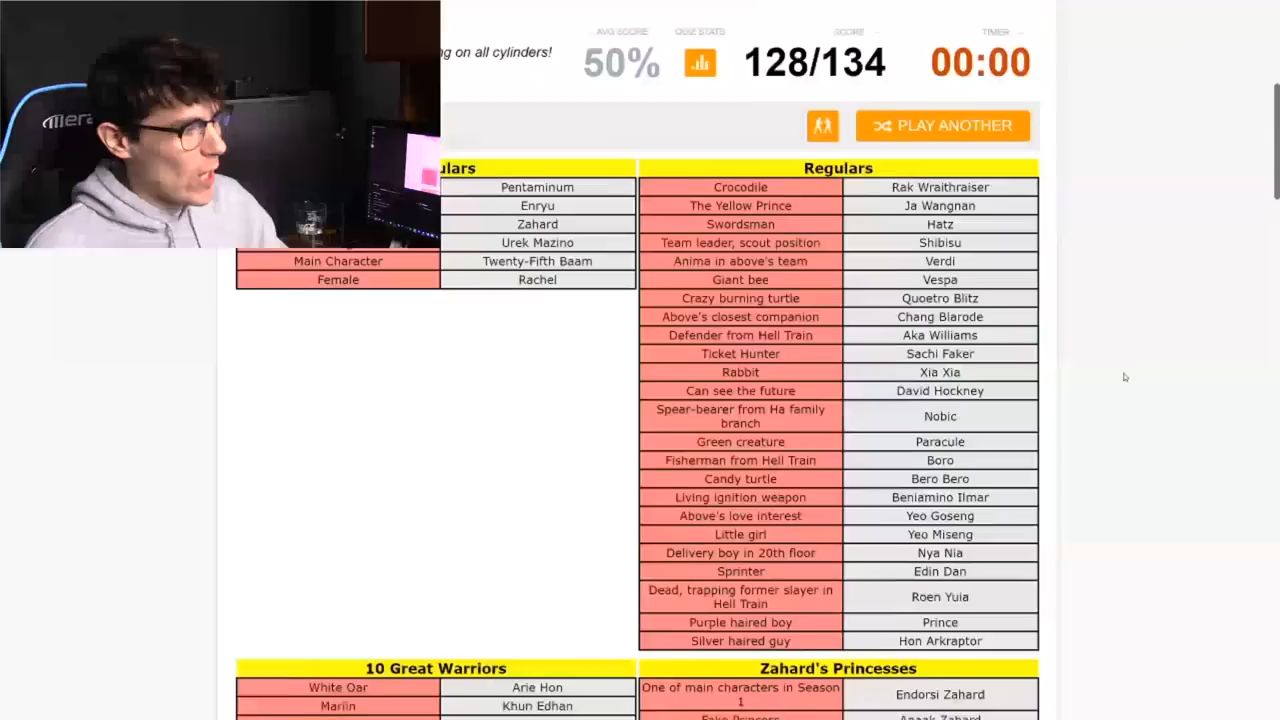 mera
g on all cylinders!
AVG SCORE
QUIZ STATS
SCORE
TIMER
50%
128/134
00:00
PLAY ANOTHER
ulars
Pentaminum
Enryu
Zahard
Urek Mazino
Main Character Twenty-Fifth Baam
Female Rachel
Regulars
Crocodile Rak Wraithraiser
The Yellow Prince Ja Wangnan
Swordsman Hatz
Team leader, scout position Shibisu
Anima in above's team Verdi
Giant bee Vespa
Crazy burning turtle Quoetro Blitz
Above's closest companion Chang Blarode
Defender from Hell Train Aka Williams
Ticket Hunter Sachi Faker
Rabbit Xia Xia
Can see the future David Hockney
Spear-bearer from Ha family
branch Nobic
Green creature Paracule
Fisherman from Hell Train Boro
Candy turtle Bero Bero
Living ignition weapon Beniamino Ilmar
Above's love interest Yeo Goseng
Little girl Yeo Miseng
Delivery boy in 20th floor Nya Nia
Sprinter Edin Dan
Dead, trapping former slayer in
Hell Train Roen Yuia
Purple haired boy Prince
Silver haired guy Hon Arkraptor
10 Great Warriors
White Oar Arie Hon
Mariin Khun Edhan
Zahard's Princesses
One of main characters in Season
1 Endorsi Zahard
Fake Princess Anaak Zahard